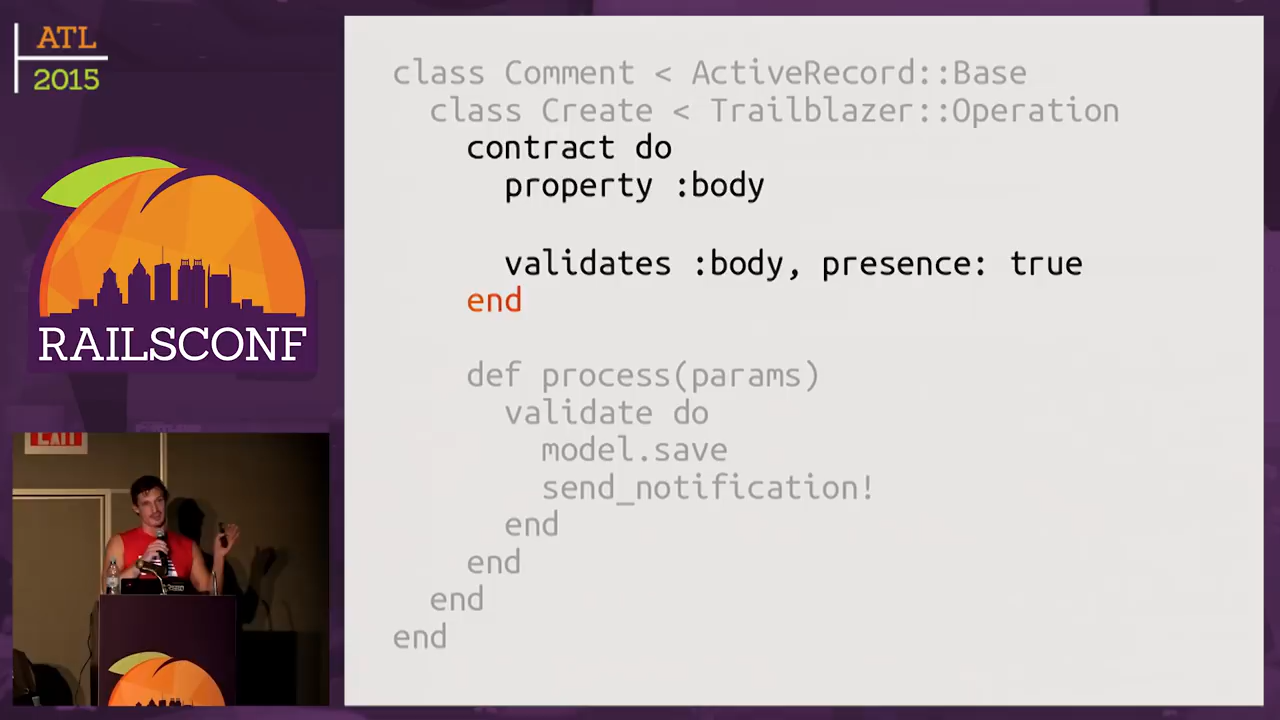 ATL
2015
RAILSCONF
EXIT
class Comment < ActiveRecord::Base
class Create < Trailblazer::Operation
contract do
property :body
validates :body, presence: true
end
def process(params)
validate do
model.save
send_notification!
end
end
end
end